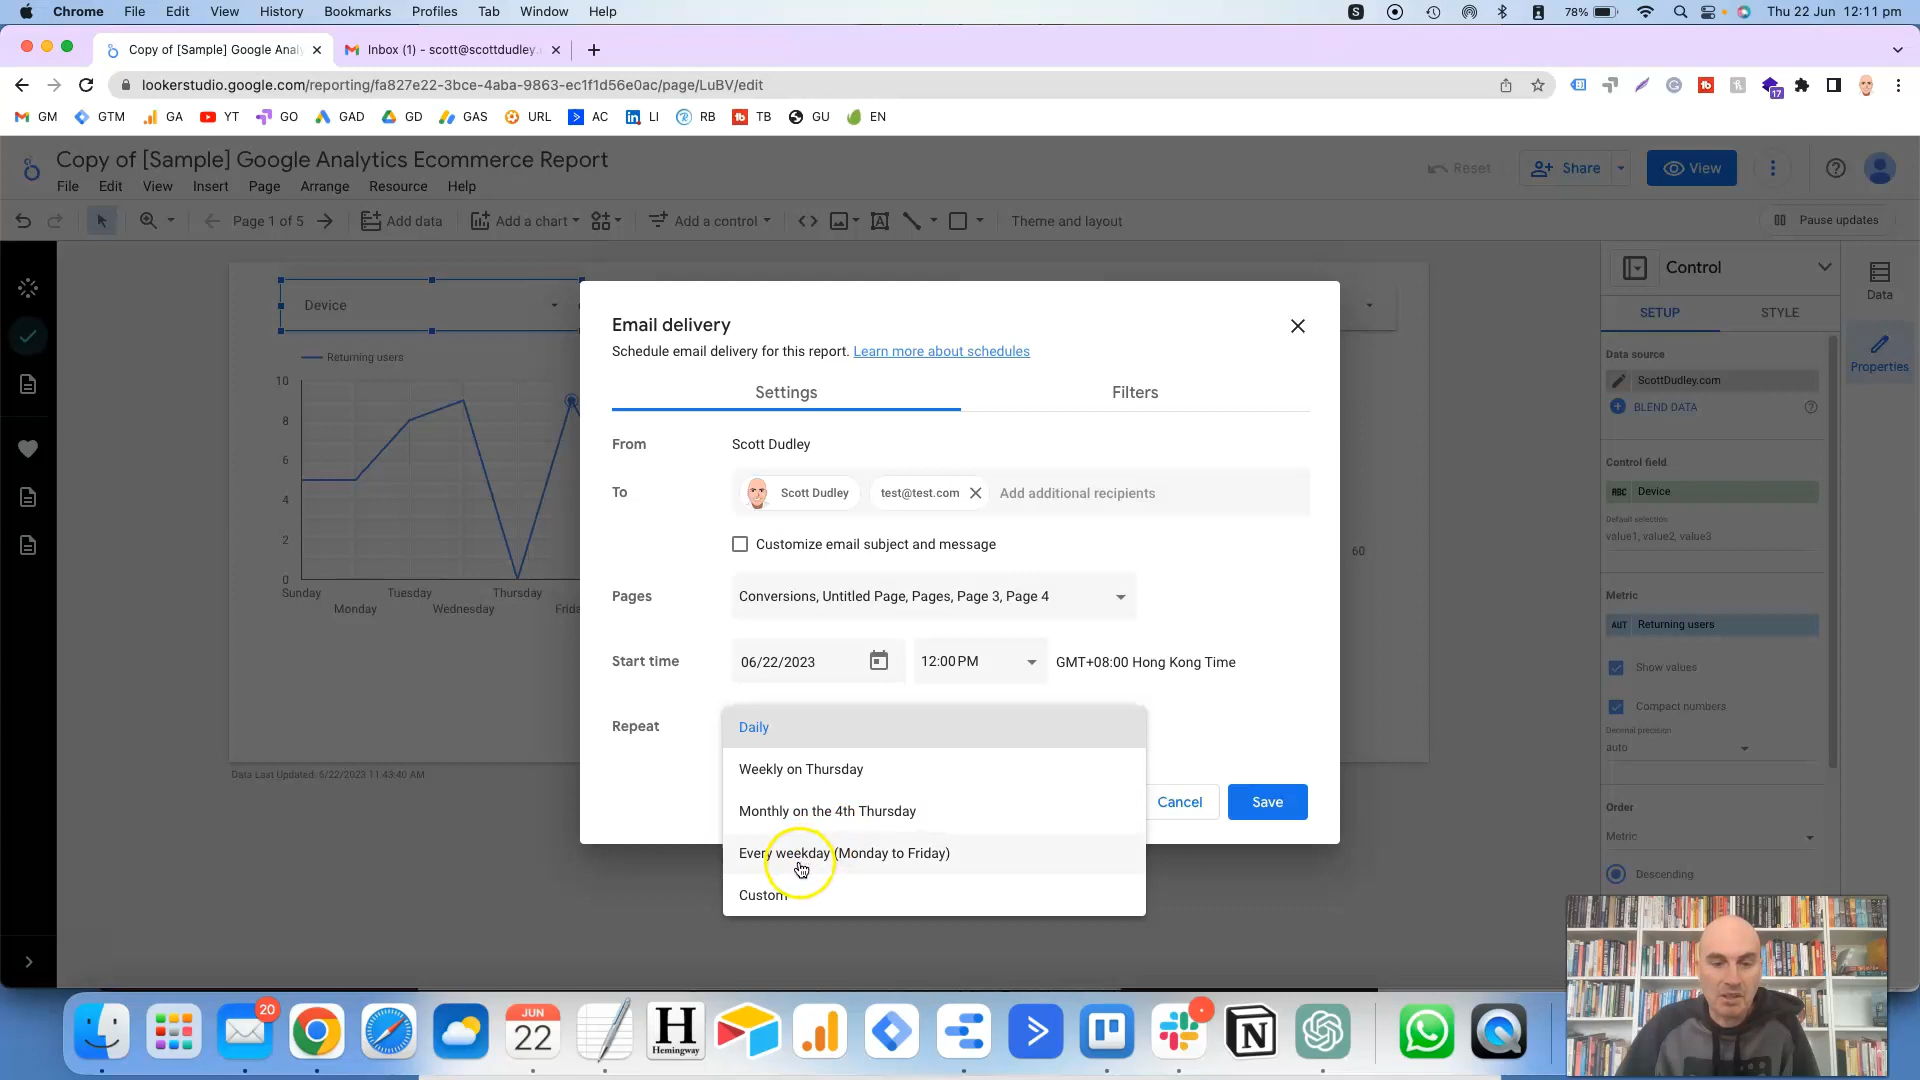 Chrome File Edit View History Bookmarks Profiles Tab Window Help
78% Thu 22 Jun 12:11 pm
Copy of [Sample] Google Analy
Inbox (1) - scott@scottdudley.
lookerstudio.google.com/reporting/fa827e22-3bce-4aba-9863-ec1f1d56e0ac/page/LuBV/edit
17
GM GTM GA YT GO GAD GD GAS URL AC LI RB TB GU EN
Copy of [Sample] Google Analytics Ecommerce Report
File Edit View Insert Page Arrange Resource Help
Reset Share View
Page 1 of 5 Add data Add a chart Add a control Theme and layout Pause updates
Device
Returning users
10
8
6
4
2
0
Sunday Tuesday Thursday
Monday Wednesday Frida
60
Data Last Updated: 6/22/2023 11:43:40 AM
Email delivery
Schedule email delivery for this report. Learn more about schedules
Settings Filters
From Scott Dudley
To Scott Dudley test@test.com Add additional recipients
Customize email subject and message
Pages Conversions, Untitled Page, Pages, Page 3, Page 4
Start time 06/22/2023 12:00PM GMT+08:00 Hong Kong Time
Repeat Daily
Weekly on Thursday
Monthly on the 4th Thursday
Every weekday (Monday to Friday)
Custom
Cancel Save
Control
SETUP STYLE
Data source
ScottDudley.com
BLEND DATA
Control field
ABC Device
Default selection
value1, value2, value3
Metric
AUT Returning users
Show values
Compact numbers
Decimal precision
auto
Order
Metric
Descending
Data
Properties
20
JUN
22
H
Hemingway